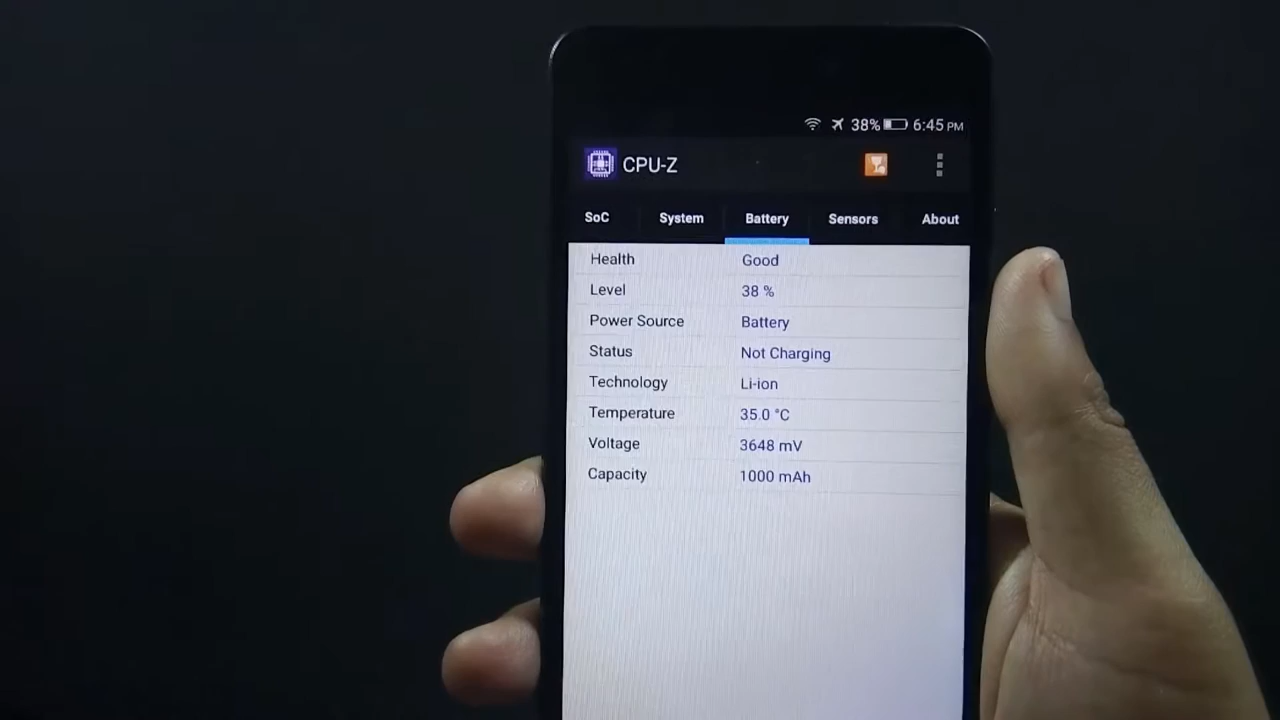 38% 6:45 PM
CPU-Z
SoC System Battery Sensors About
Health Good
Level 38 %
Power Source Battery
Status Not Charging
Technology Li-ion
Temperature 35.0 °C
Voltage 3648 mV
Capacity 1000 mAh